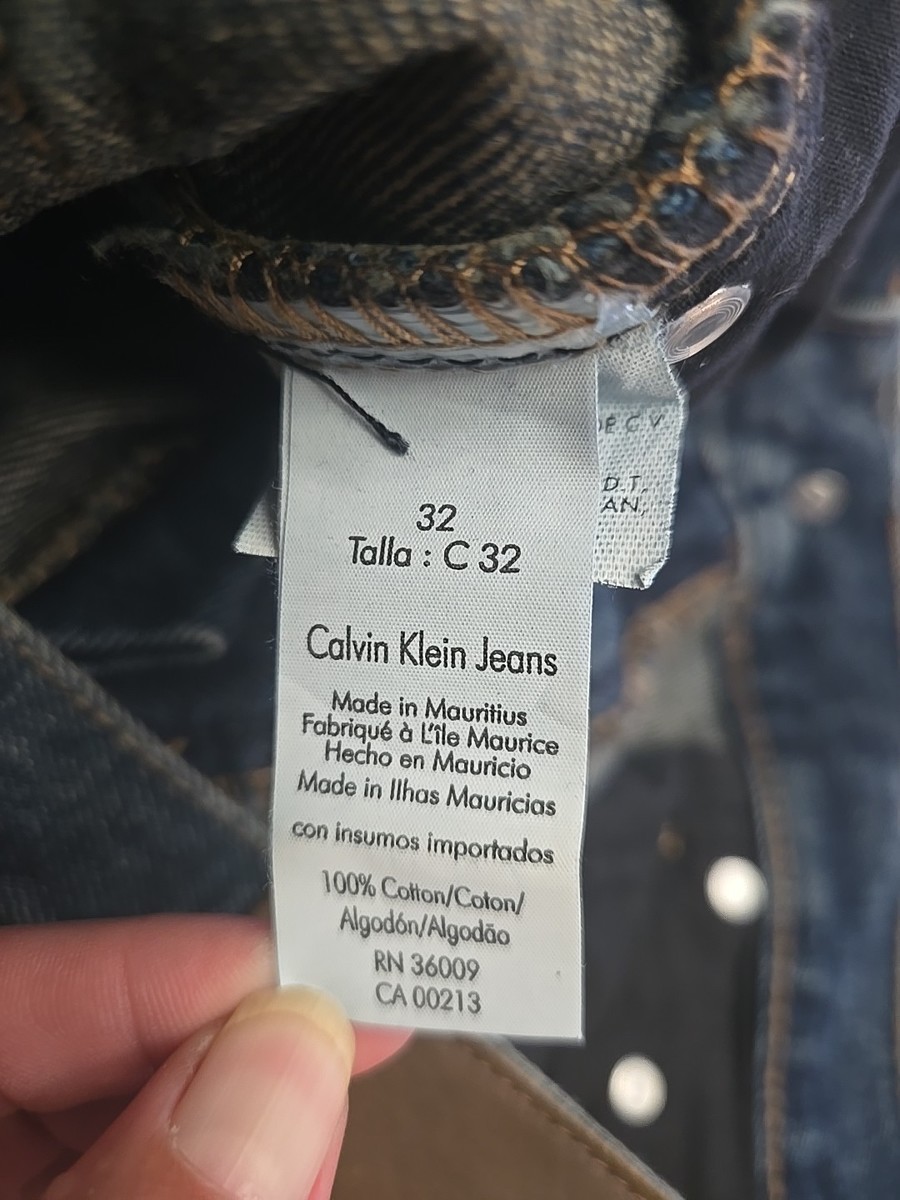 32
Talla : C 32
Calvin Klein Jeans
Made in Mauritius
Fabriqué à L'île Maurice
Hecho en Mauricio
Made in Ilhas Mauricias
con insumos importados
100% Cotton/Coton/
Algodón/Algodão
RN 36009
CA 00213
D.T.
AN,